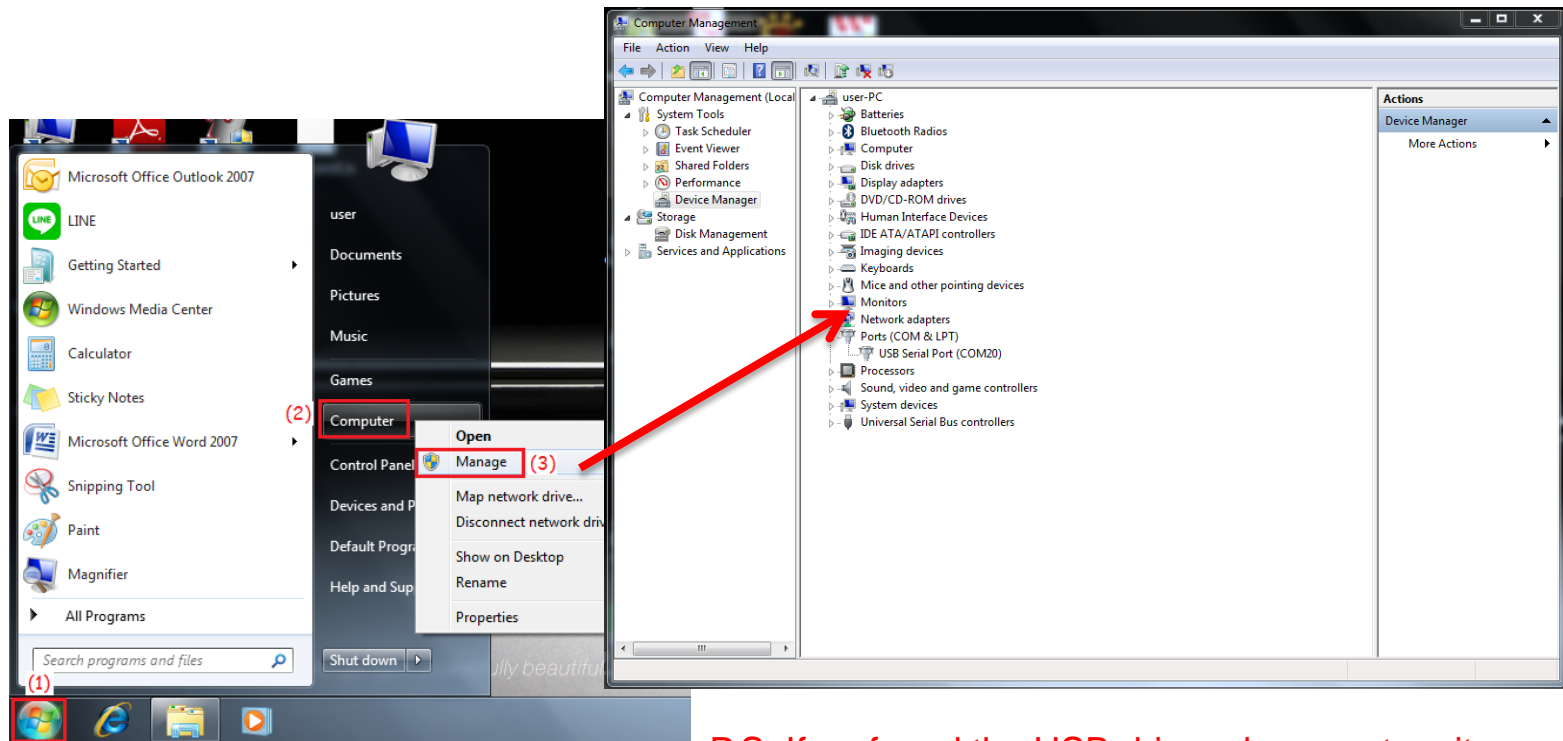 Microsoft Office Outlook 2007
LINE
LINE
Getting Started
Windows Media Center
Calculator
Sticky Notes
Microsoft Office Word 2007
Snipping Tool
Paint
Magnifier
All Programs
Search programs and files
(1)
user
Documents
Pictures
Music
Games
(2)
Computer
Control Panel
Devices and P
Default Progra
Help and Sup
Shut down
Open
Manage
(3)
Map network drive...
Disconnect network driv
Show on Desktop
Rename
Properties
Computer Management
File Action View Help
Computer Management (Local
System Tools
Task Scheduler
Event Viewer
Shared Folders
Performance
Device Manager
Storage
Disk Management
Services and Applications
user-PC
Batteries
Bluetooth Radios
Computer
Disk drives
Display adapters
DVD/CD-ROM drives
Human Interface Devices
IDE ATA/ATAPI controllers
Imaging devices
Keyboards
Mice and other pointing devices
Monitors
Network adapters
Ports (COM & LPT)
USB Serial Port (COM20)
Processors
Sound, video and game controllers
System devices
Universal Serial Bus controllers
Actions
Device Manager
More Actions